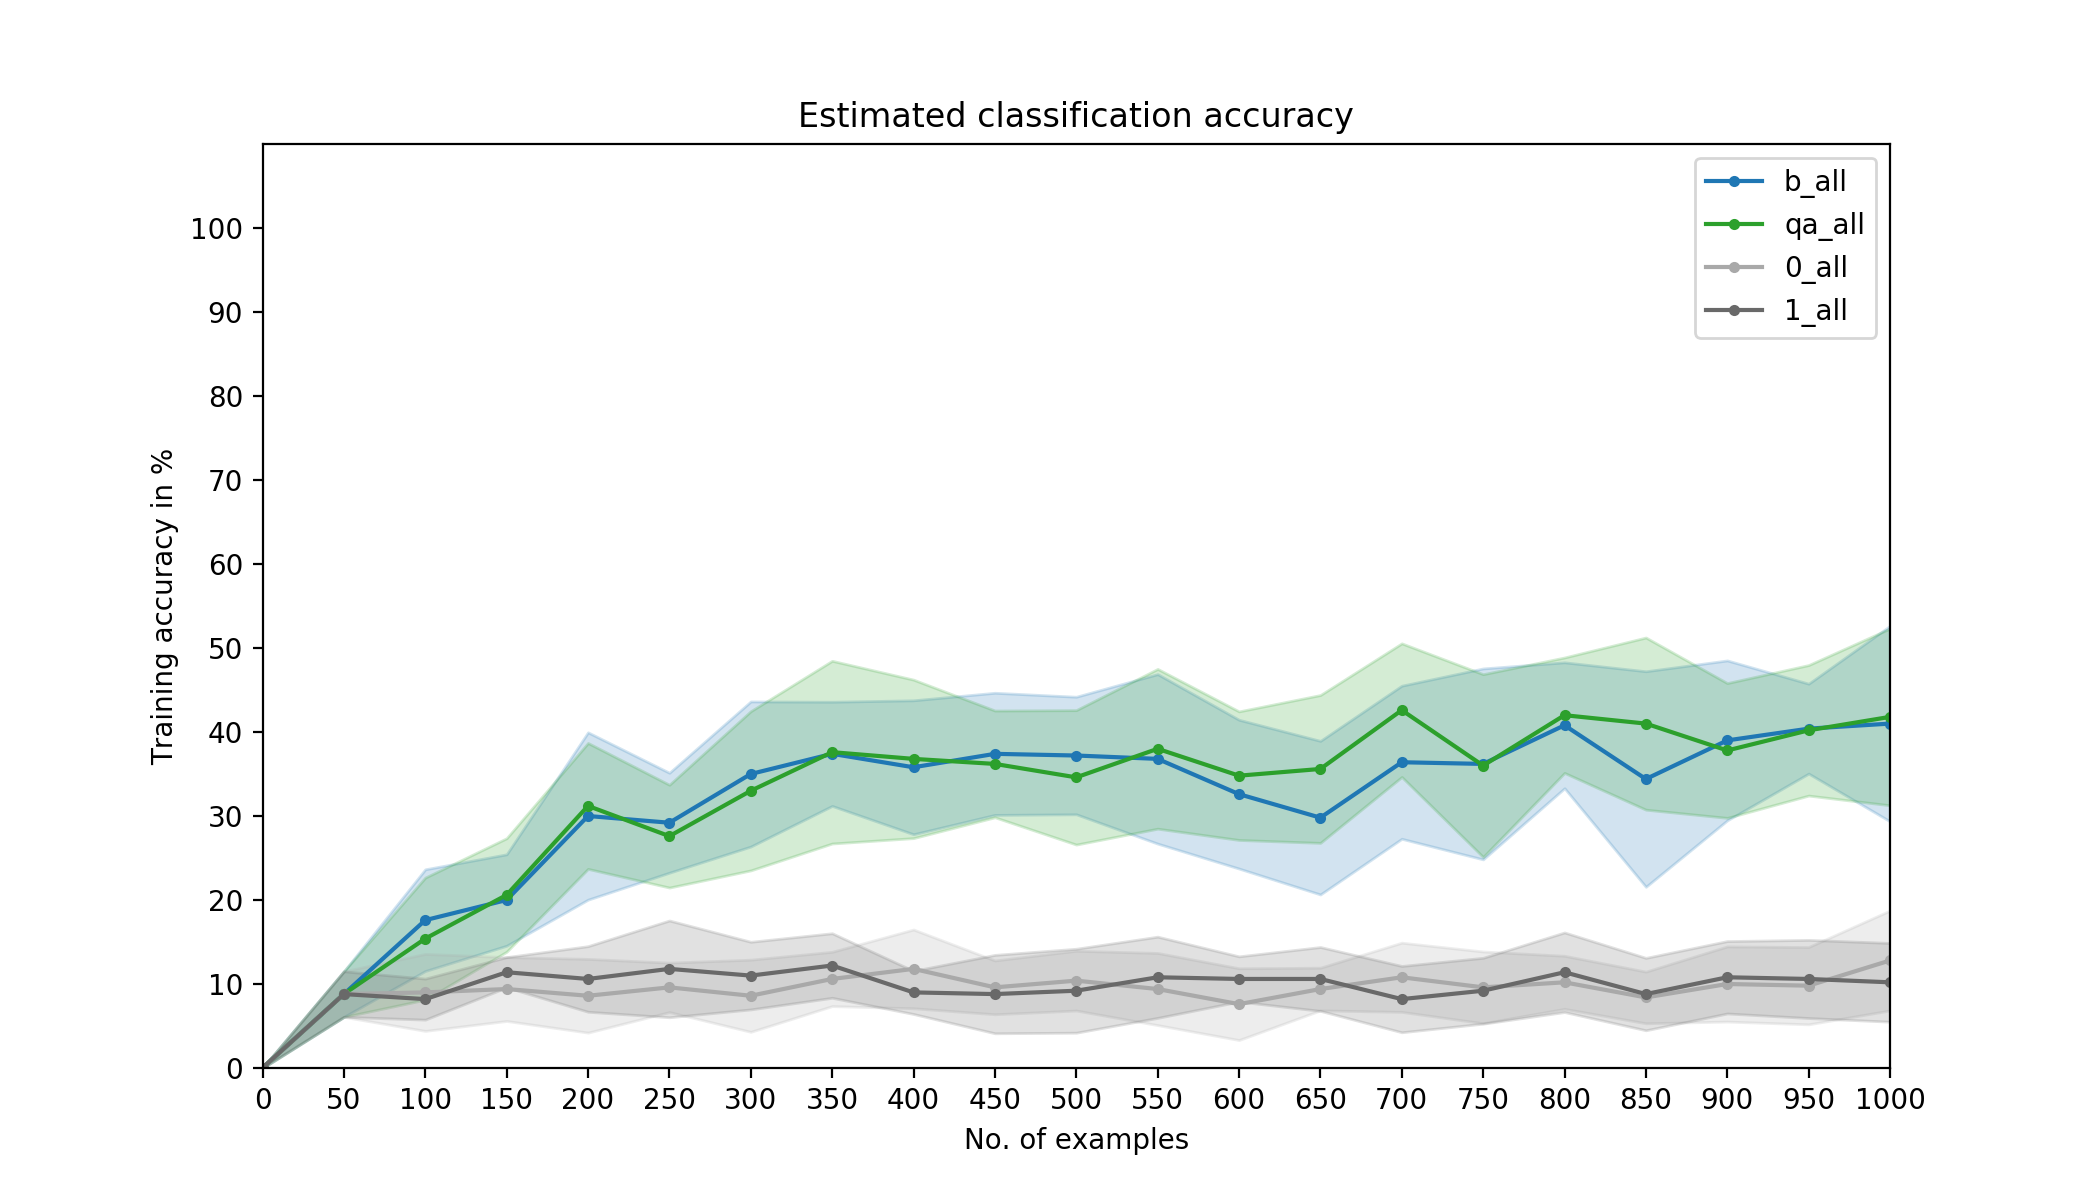 Estimated classification accuracy
b_all
qa_all
0_all
1_all
Training accuracy in %
100
90
80
70
60
50
40
30
20
10
0
0 50 100 150 200 250 300 350 400 450 500 550 600 650 700 750 800 850 900 950 1000
No. of examples